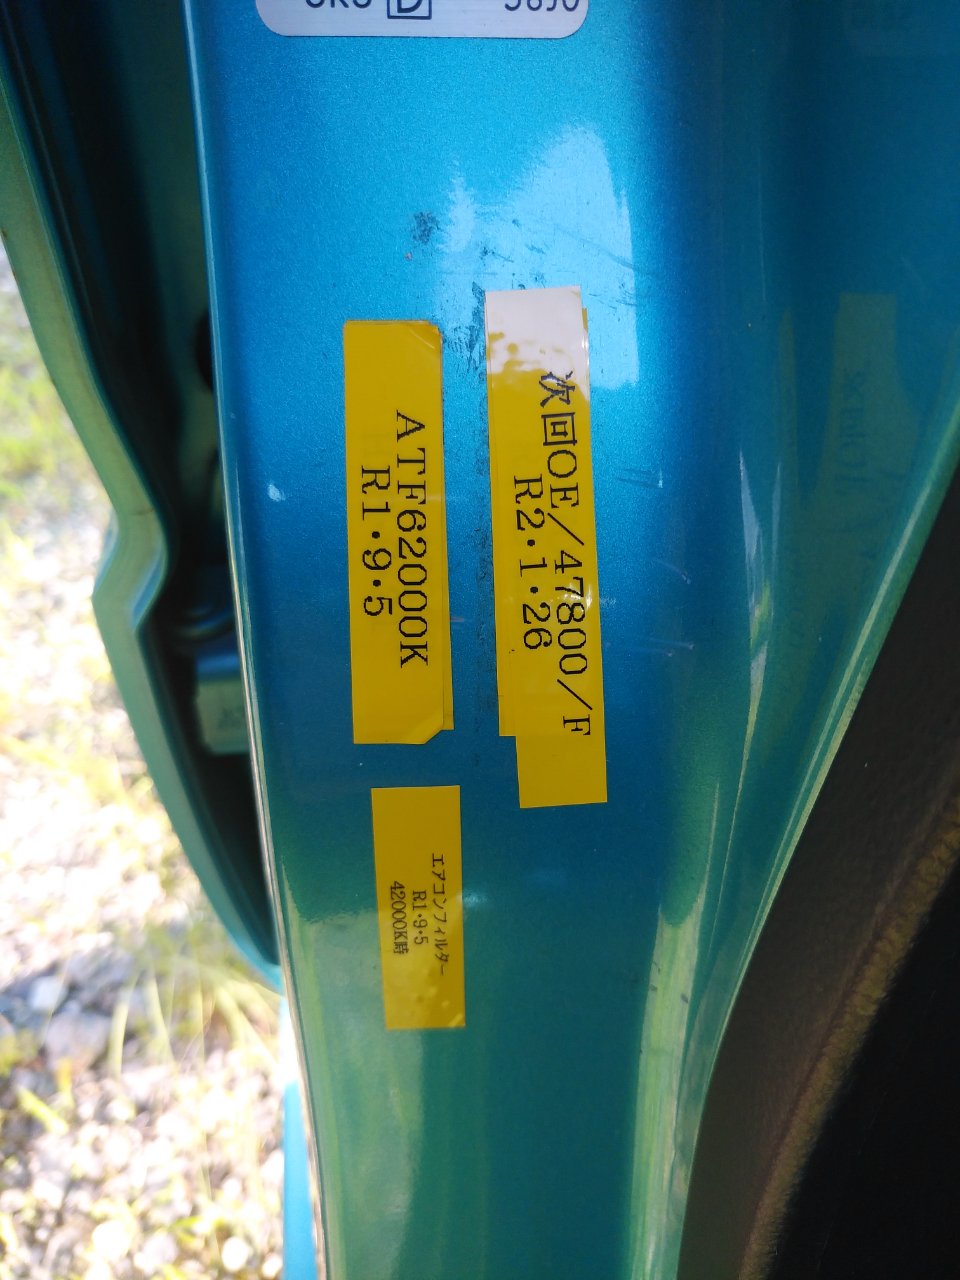 次回OE/47800/F
R2・1・26
ATF62000K
R1・9・5
エアコンフィルター
R1・9・5
42000K時